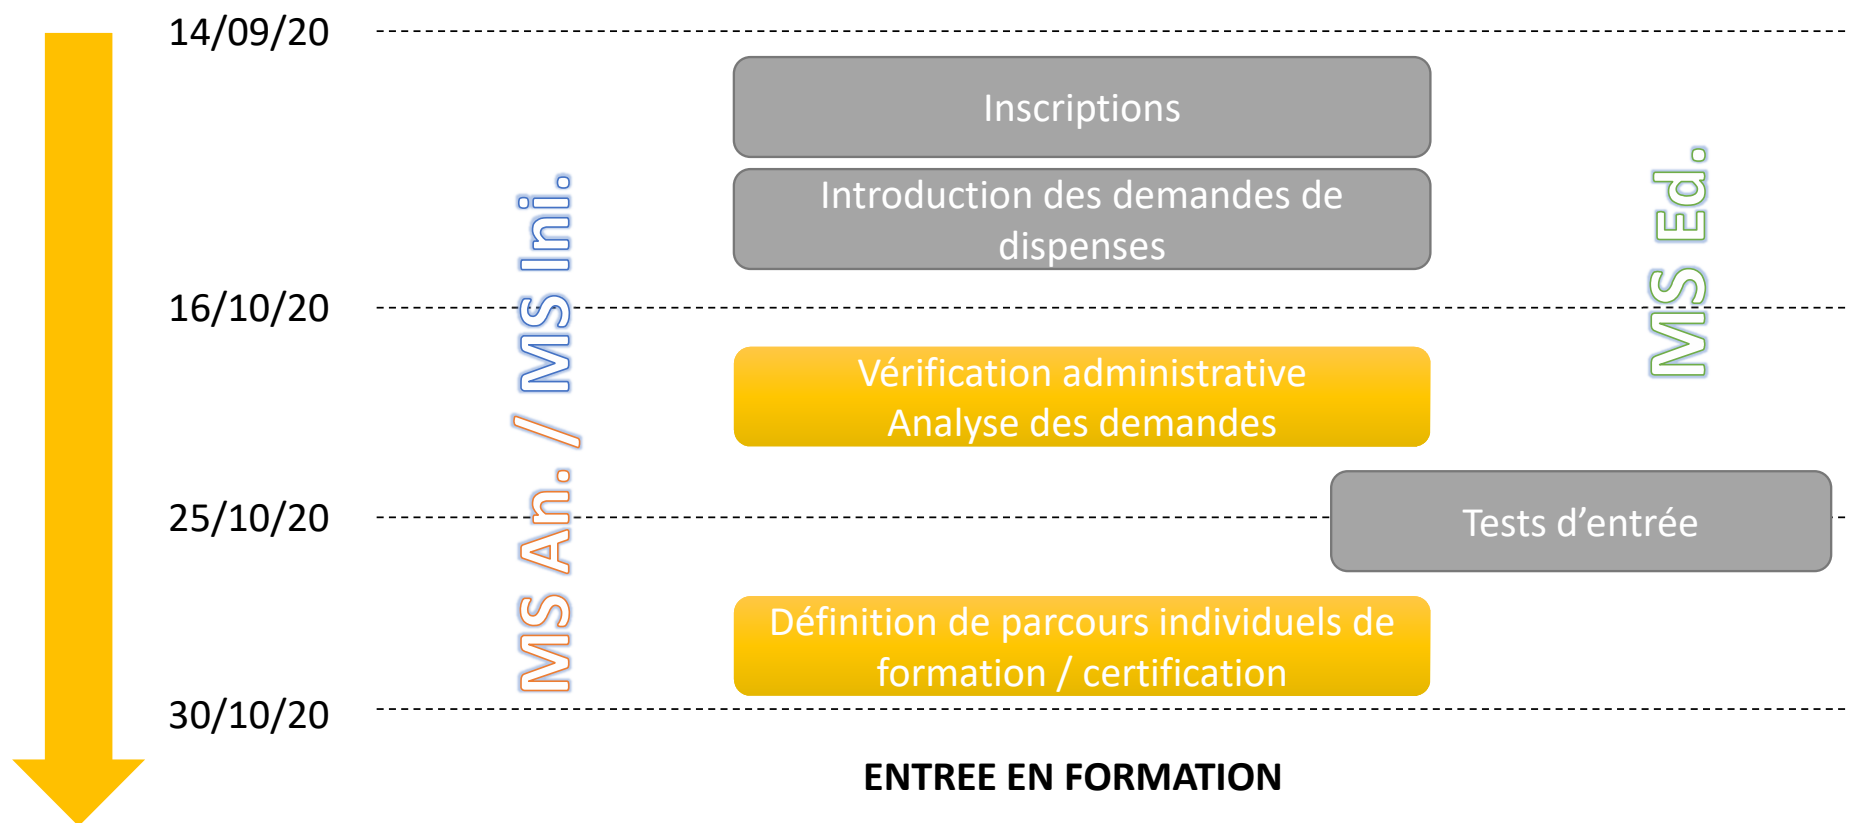 14/09/20
Inscriptions
Introduction des demandes de
dispenses
MS An. / MS Ini.
MS Ed.
16/10/20
Vérification administrative
Analyse des demandes
25/10/20
Tests d’entrée
Définition de parcours individuels de
formation / certification
30/10/20
ENTREE EN FORMATION